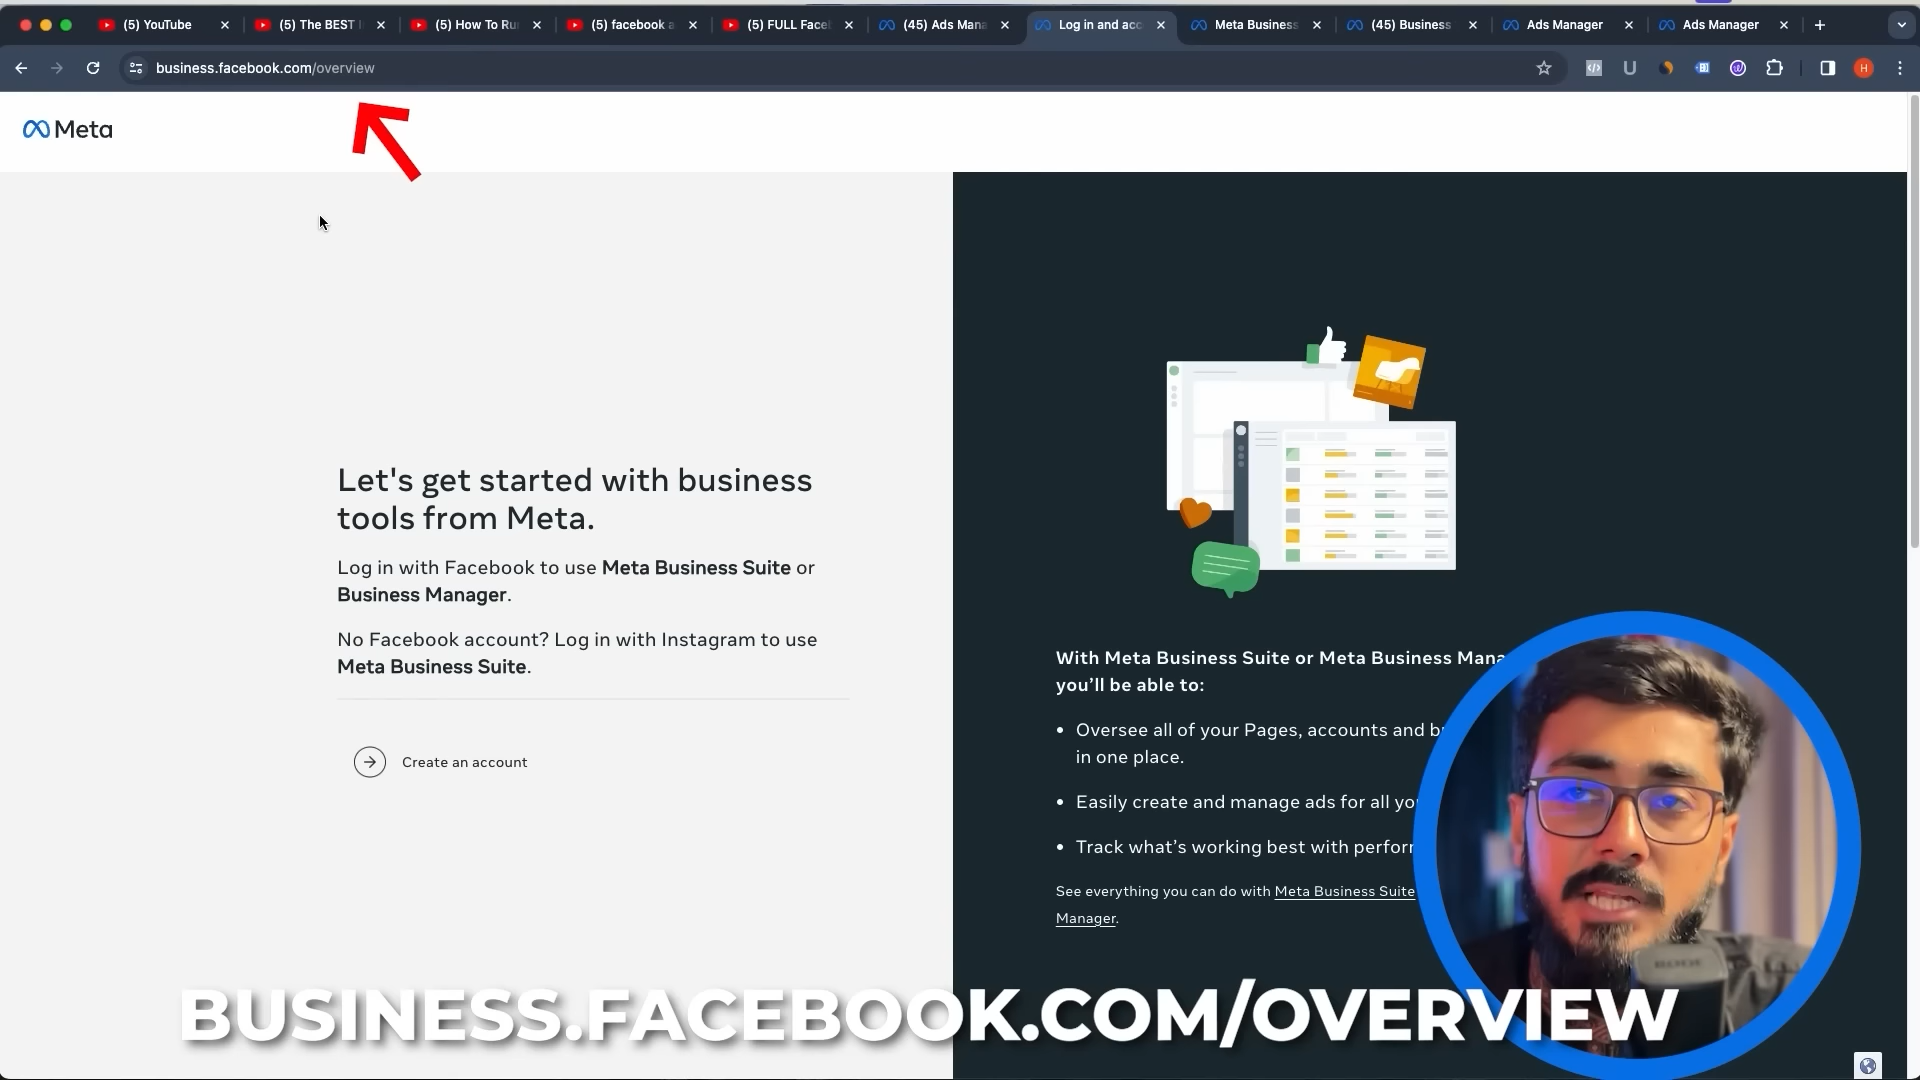 (5) YouTube
(5) The BEST
(5) How To Ru
(5) facebook a
(5) FULL Face
(45) Ads Mana
Log in and acc
Meta Business
(45) Business
Ads Manager
Ads Manager
business.facebook.com/overview
H
Meta
Let's get started with business
tools from Meta.
Log in with Facebook to use Meta Business Suite or
Business Manager.
No Facebook account? Log in with Instagram to use
Meta Business Suite.
Create an account
With Meta Business Suite or Meta Business Mana
you'll be able to:
• Oversee all of your Pages, accounts and bu
in one place.
• Easily create and manage ads for all you
• Track what's working best with perform
See everything you can do with Meta Business Suite
Manager.
RODE
BUSINESS.FACEBOOK.COM/OVERVIEW